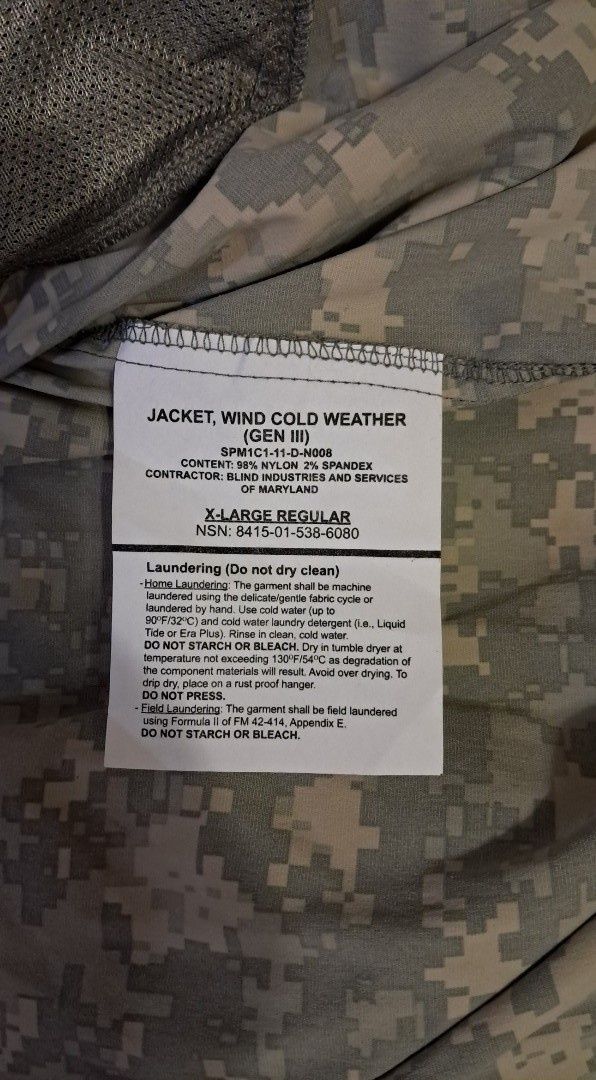 JACKET, WIND COLD WEATHER
(GEN III)
SPM1C1-11-D-N008
CONTENT: 98% NYLON 2% SPANDEX
CONTRACTOR: BLIND INDUSTRIES AND SERVICES
OF MARYLAND
X-LARGE REGULAR
NSN: 8415-01-538-6080
Laundering (Do not dry clean)
- Home Laundering: The garment shall be machine
laundered using the delicate/gentle fabric cycle or
laundered by hand. Use cold water (up to
90⁰F/32⁰C) and cold water laundry detergent (i.e., Liquid
Tide or Era Plus). Rinse in clean, cold water.
DO NOT STARCH OR BLEACH. Dry in tumble dryer at
temperature not exceeding 130⁰F/54⁰C as degradation of
the component materials will result. Avoid over drying. To
drip dry, place on a rust proof hanger.
DO NOT PRESS.
- Field Laundering: The garment shall be field laundered
using Formula II of FM 42-414, Appendix E.
DO NOT STARCH OR BLEACH.